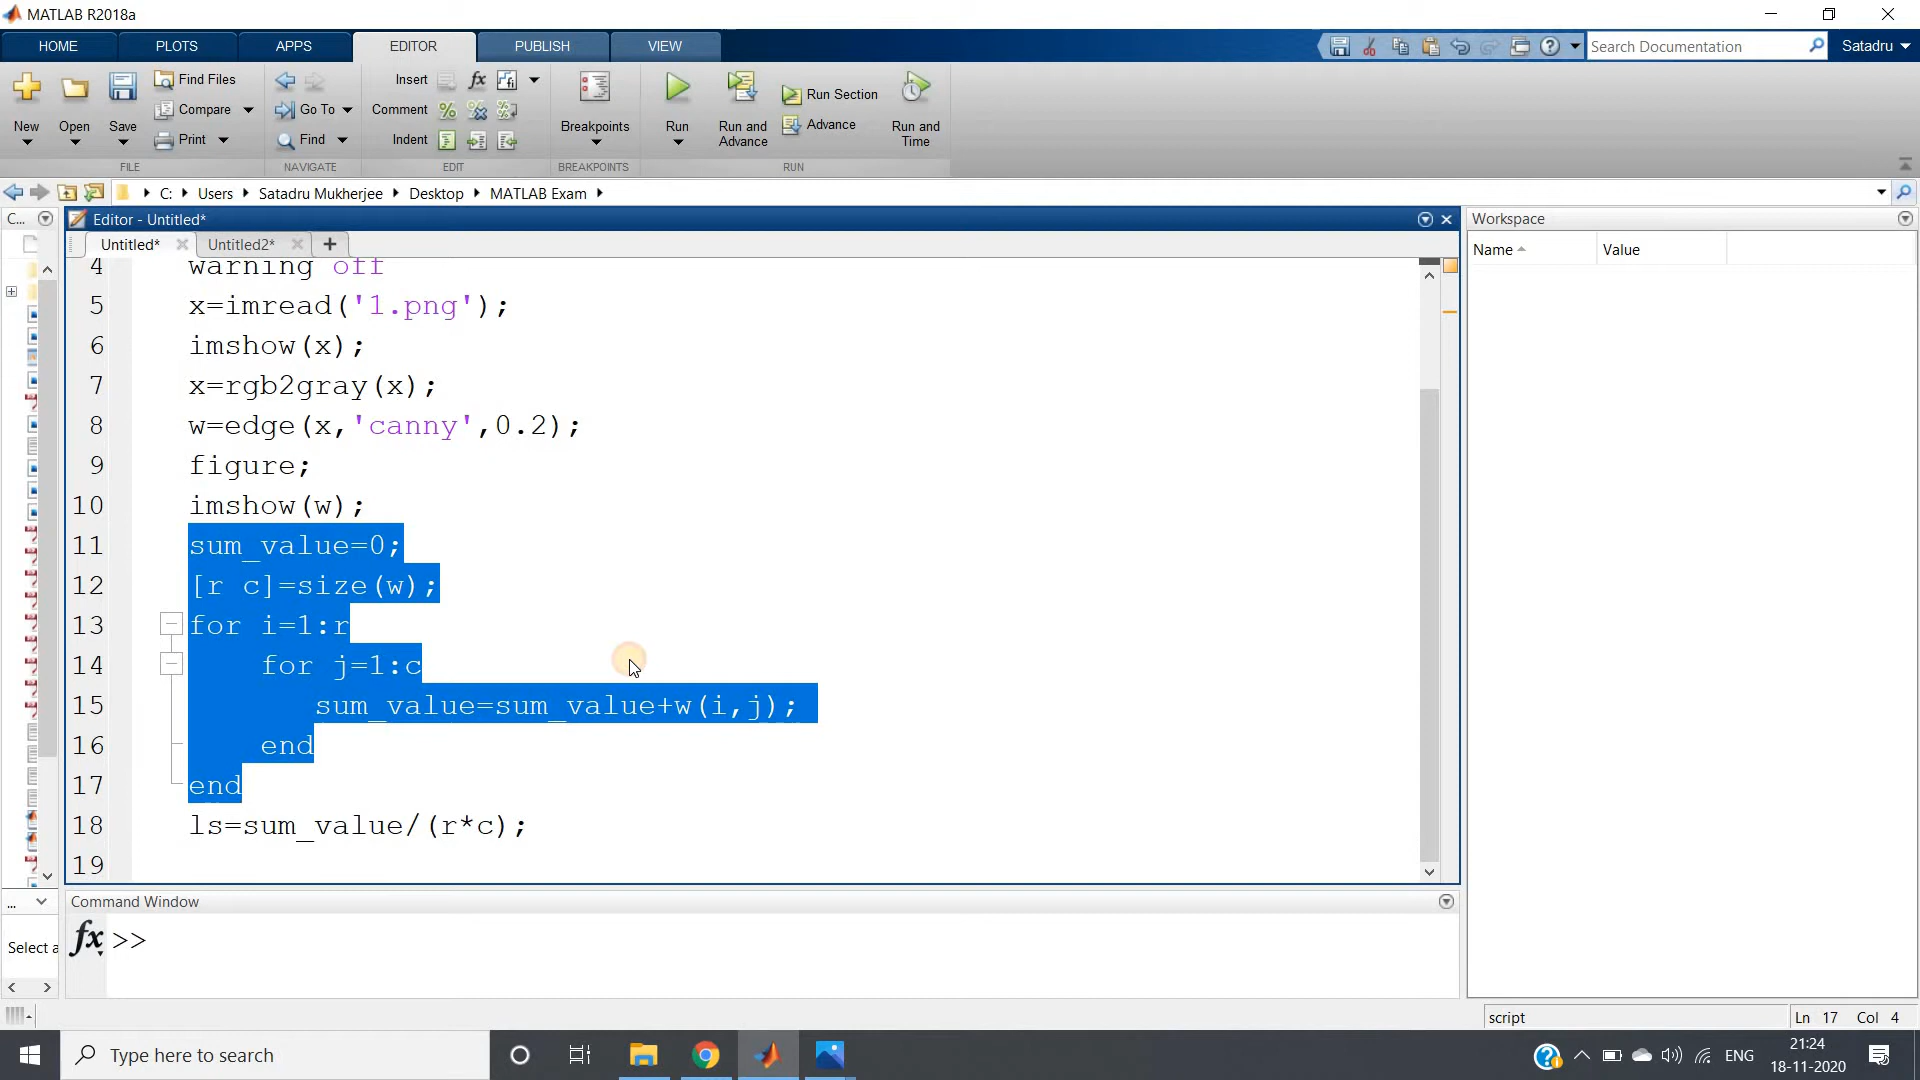 MATLAB R2018a
HOME PLOTS APPS EDITOR PUBLISH VIEW
Search Documentation
Satadru
New
Open
Save
Find Files
Compare
Print
FILE
Go To
Find
NAVIGATE
Insert fx
Comment % %
Indent
EDIT
Breakpoints
BREAKPOINTS
Run
Run and Advance
Run Section
Advance
Run and Time
RUN
C: Users Satadru Mukherjee Desktop MATLAB Exam
C...
Editor - Untitled*
Untitled* Untitled2* +
4 warning off
5 x=imread('1.png');
6 imshow(x);
7 x=rgb2gray(x);
8 w=edge(x,'canny',0.2);
9 figure;
10 imshow(w);
11 sum_value=0;
12 [r c]=size(w);
13 for i=1:r
14 for j=1:c
15 sum_value=sum_value+w(i,j);
16 end
17 end
18 ls=sum_value/(r*c);
19
Workspace
Name Value
...
Select a
Command Window
fx >>
script
Ln 17 Col 4
Type here to search
ENG
21:24
18-11-2020